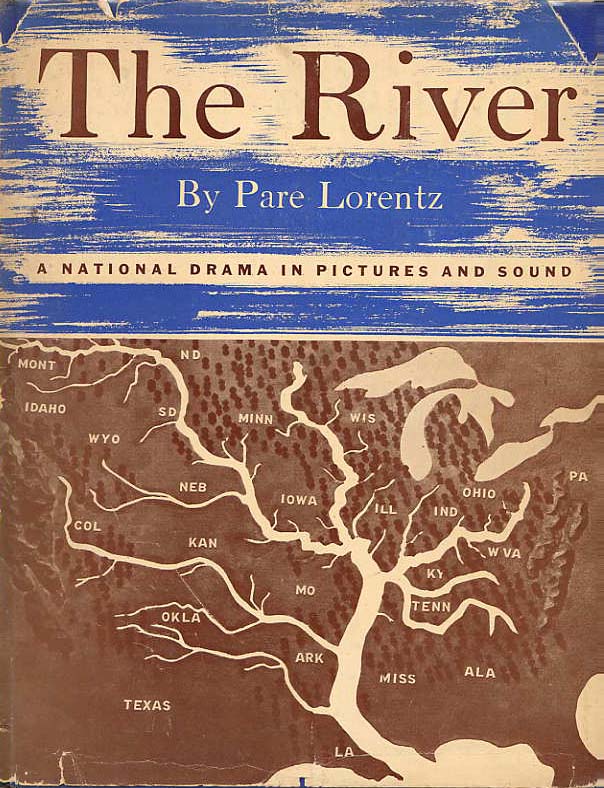 The River
By Pare Lorentz
A NATIONAL DRAMA IN PICTURES AND SOUND
MONT
ND
IDAHO
SD
MINN
WIS
WYO
NEB
IOWA
ILL
IND
OHIO
PA
COL
KAN
W VA
MO
KY
TENN
OKLA
ARK
MISS
ALA
TEXAS
LA